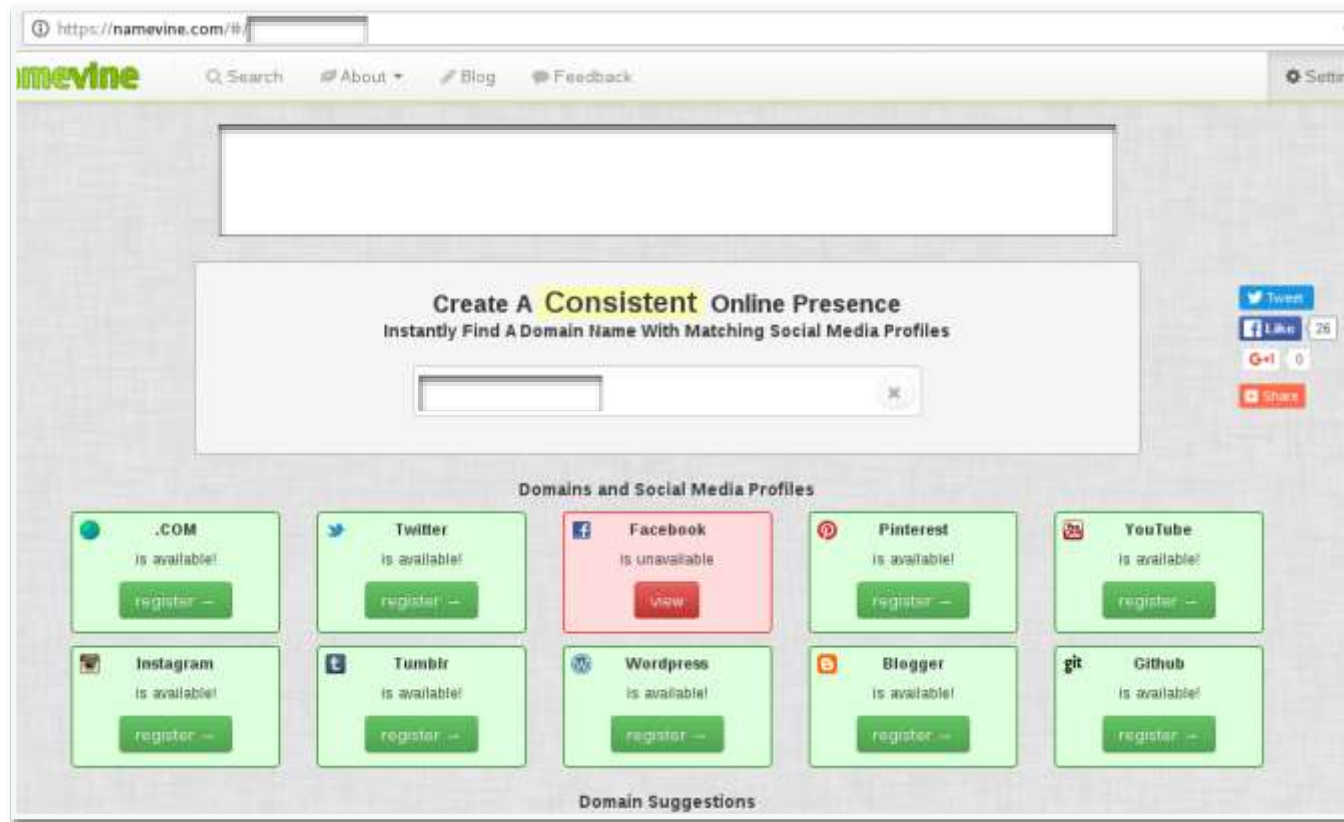 https://namevine.com/#/
amevine Search About Blog Feedback Settin
Create A Consistent Online Presence
Instantly Find A Domain Name With Matching Social Media Profiles
Tweet
Like 26
G+1 0
Share
Domains and Social Media Profiles
.COM Twitter Facebook Pinterest YouTube
is available! is available! is unavailable is available! is available!
register → register → view register → register →
Instagram Tumblr Wordpress Blogger git Github
is available! is available! is available! is available! is available!
register → register → register → register → register →
Domain Suggestions